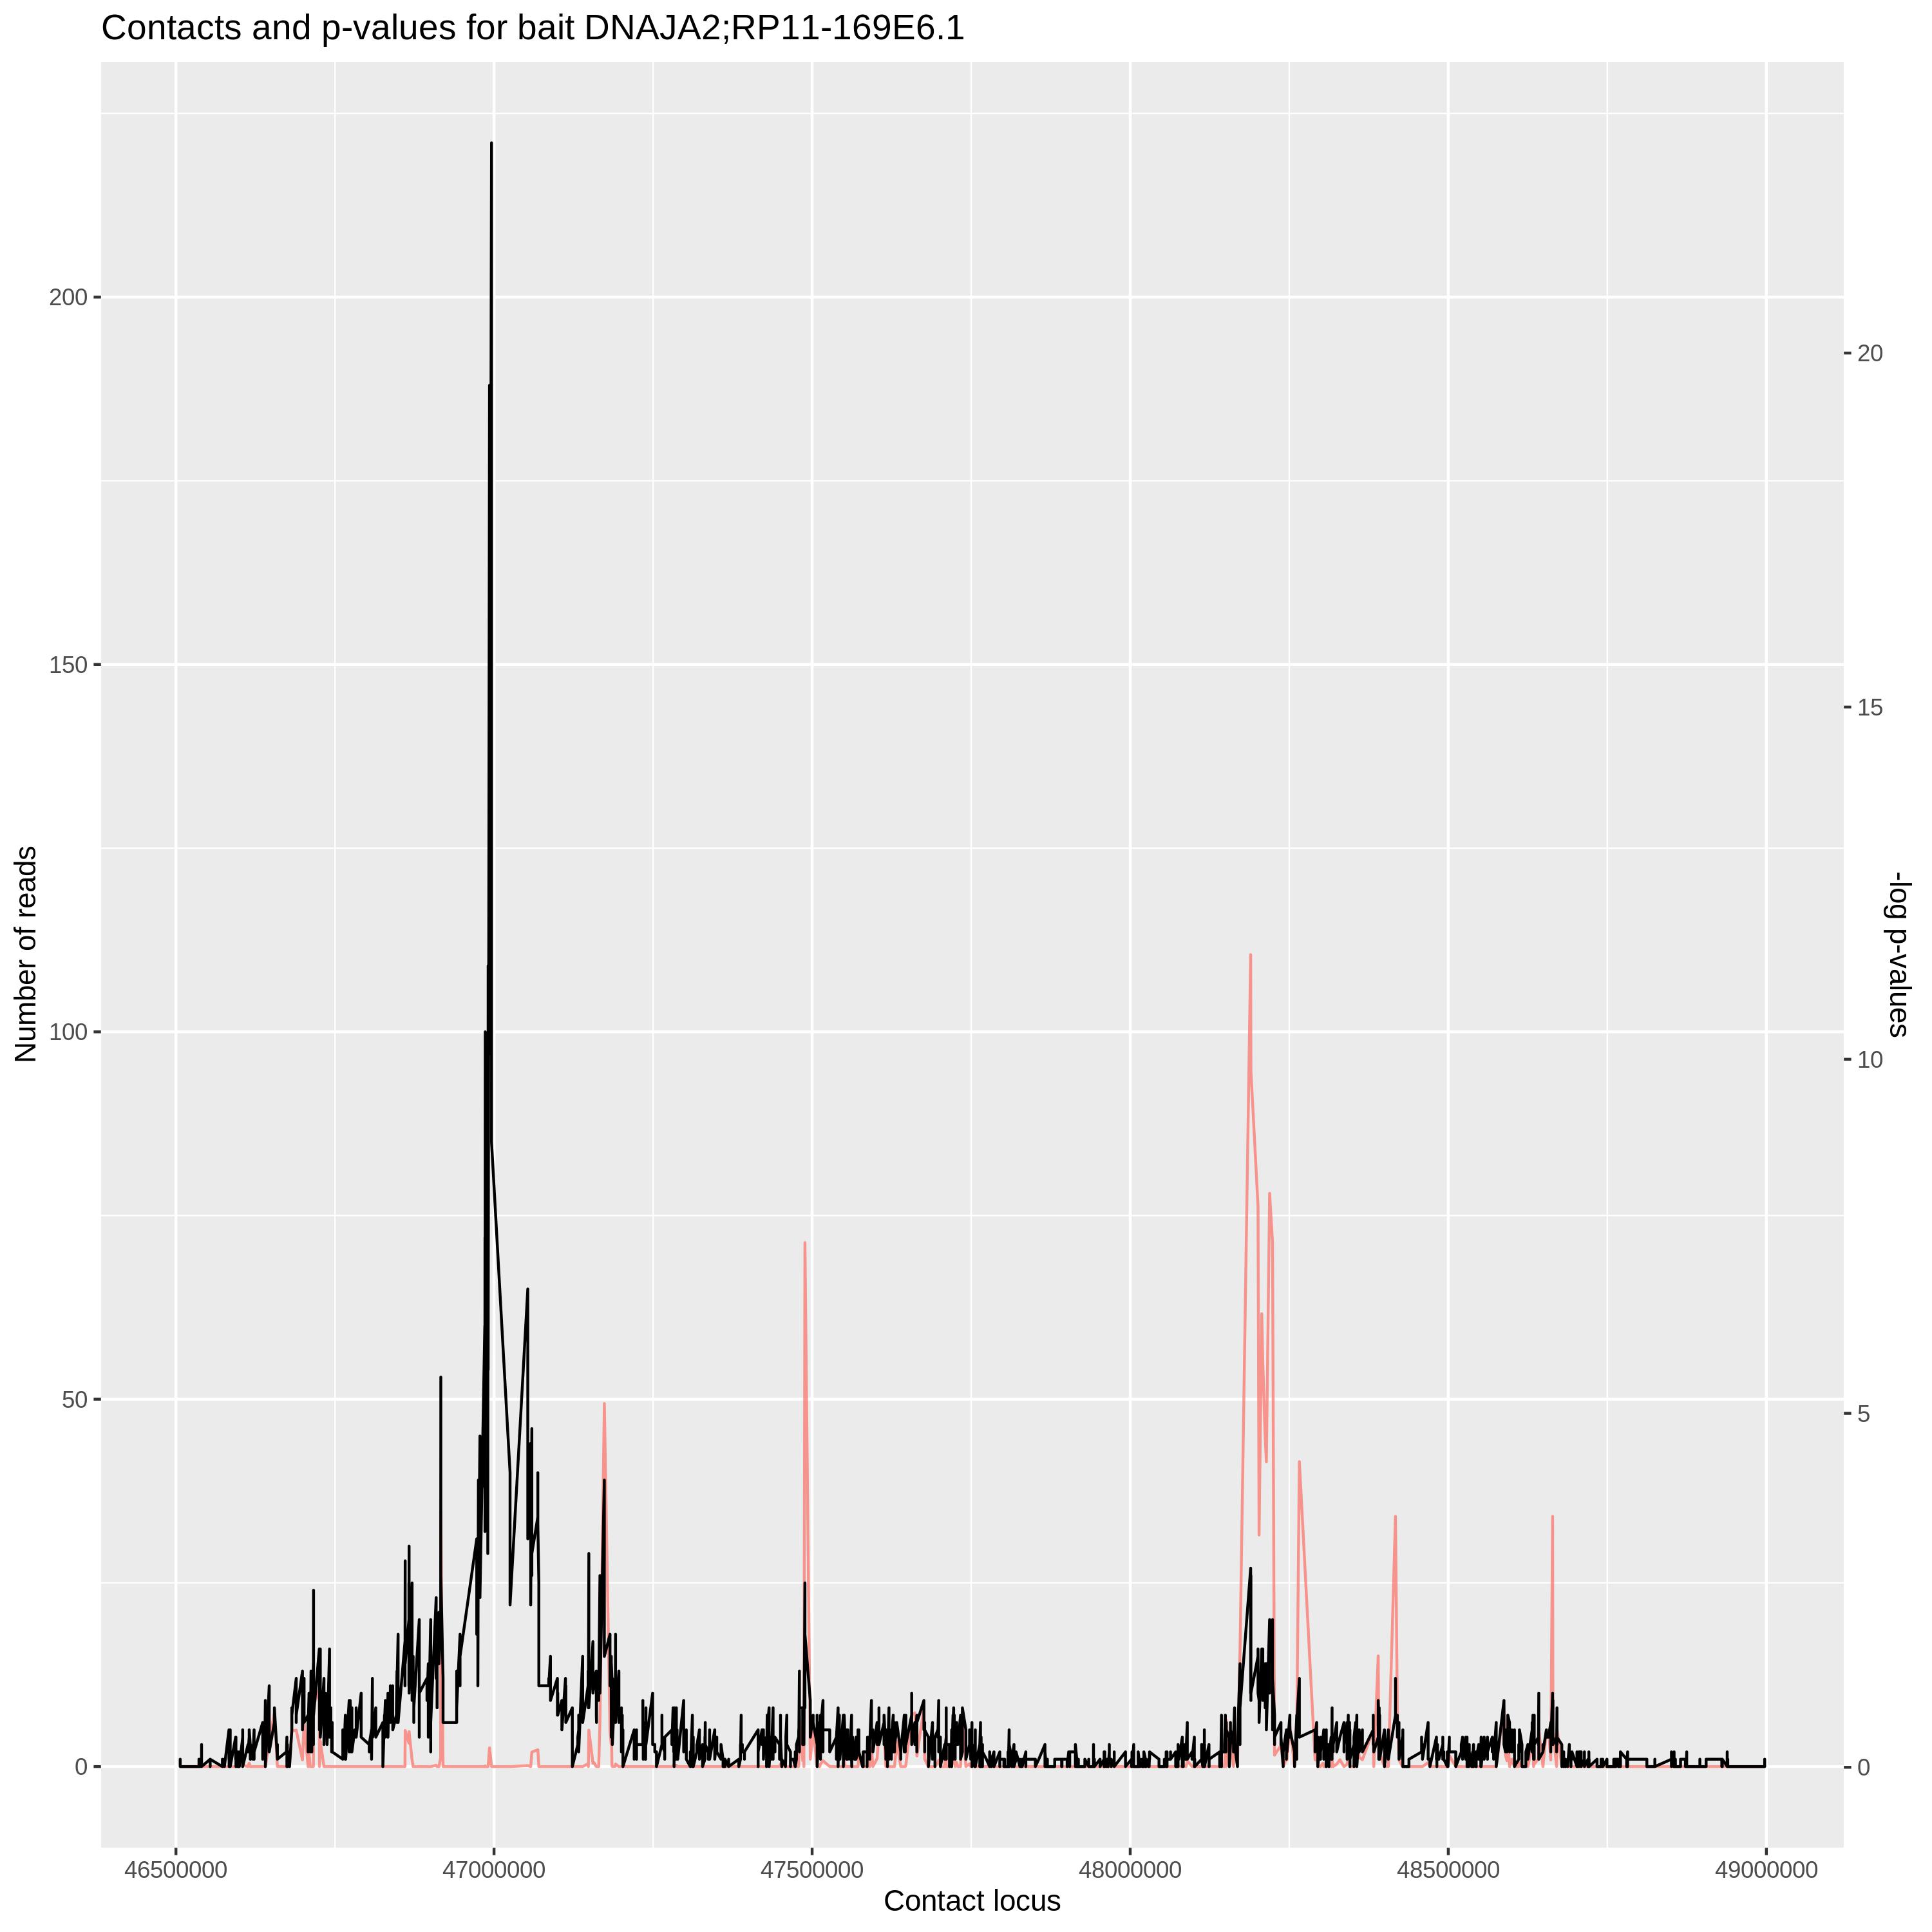 Contacts and p-values for bait DNAJA2;RP11-169E6.1
Number of reads
200
150
100
50
0
20
15
10
5
0
-log p-values
46500000 47000000 47500000 48000000 48500000 49000000
Contact locus